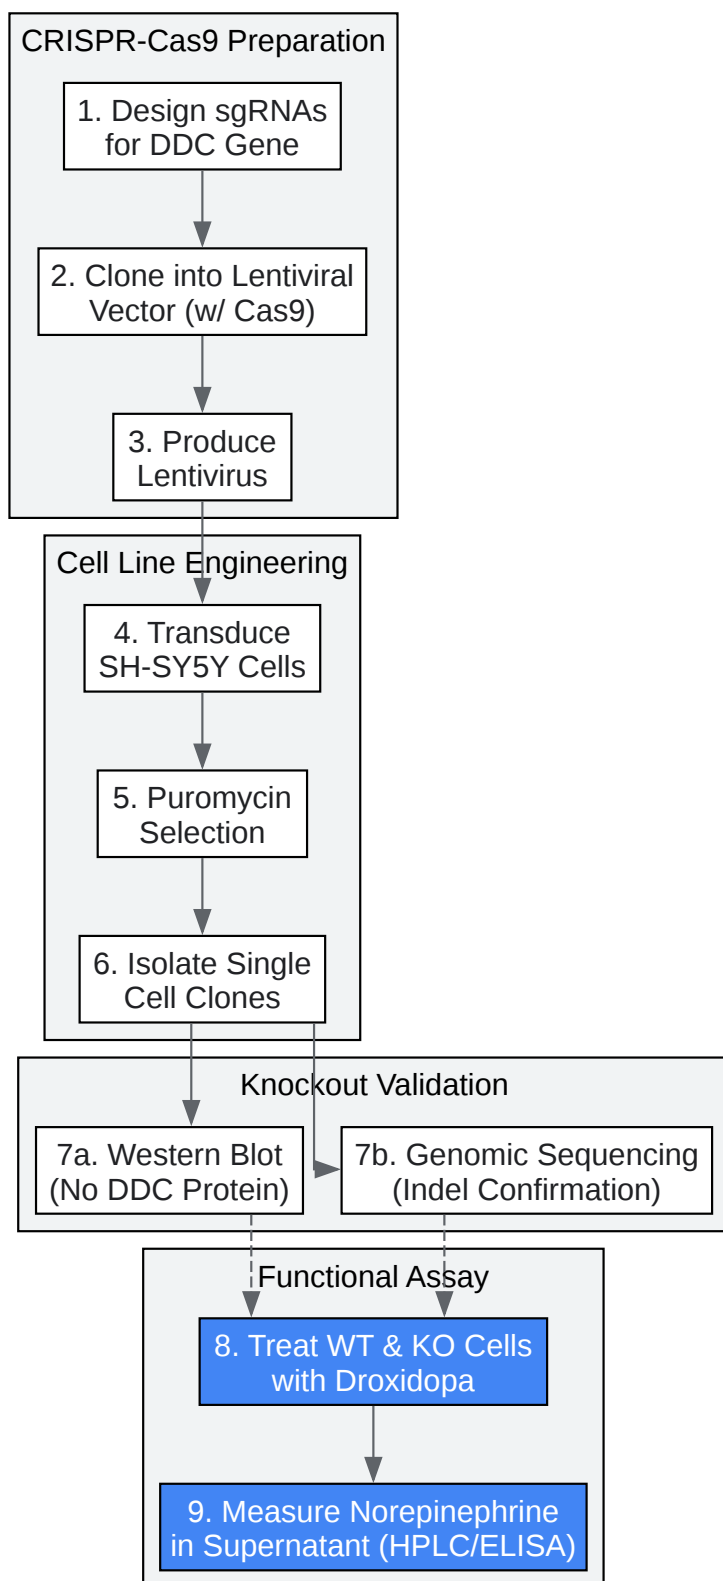 CRISPR-Cas9 Preparation
1. Design sgRNAs
for DDC Gene
2. Clone into Lentiviral
Vector (w/ Cas9)
3. Produce
Lentivirus
Cell Line Engineering
4. Transduce
SH-SY5Y Cells
5. Puromycin
Selection
6. Isolate Single
Cell Clones
Knockout Validation
7a. Western Blot
(No DDC Protein)
7b. Genomic Sequencing
(Indel Confirmation)
Functional Assay
8. Treat WT & KO Cells
with Droxidopa
9. Measure Norepinephrine
in Supernatant (HPLC/ELISA)